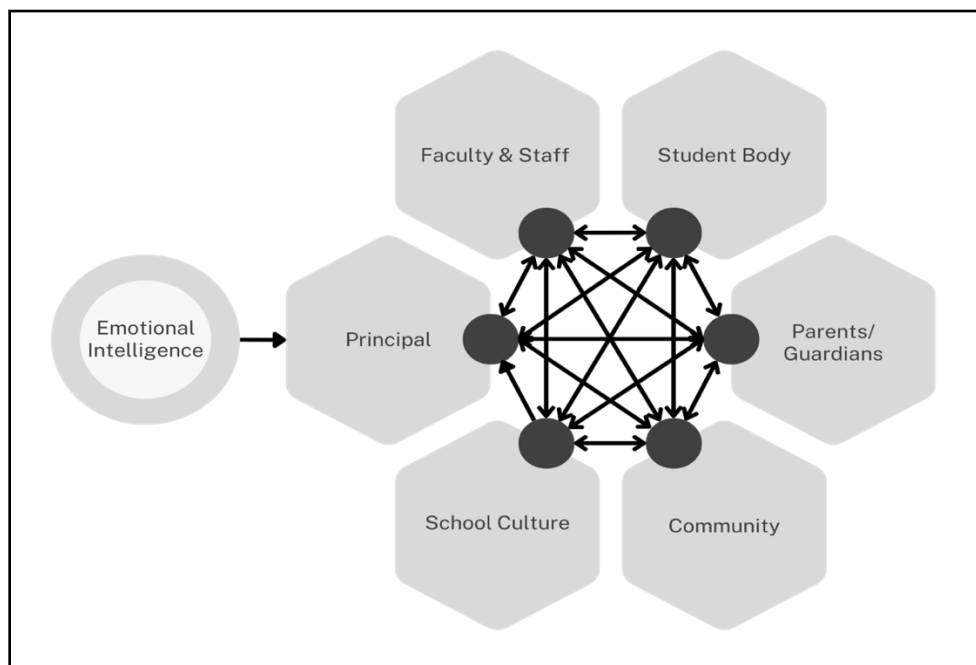 Faculty & Staff
Student Body
Emotional
Intelligence
Principal
Parents/
Guardians
School Culture
Community